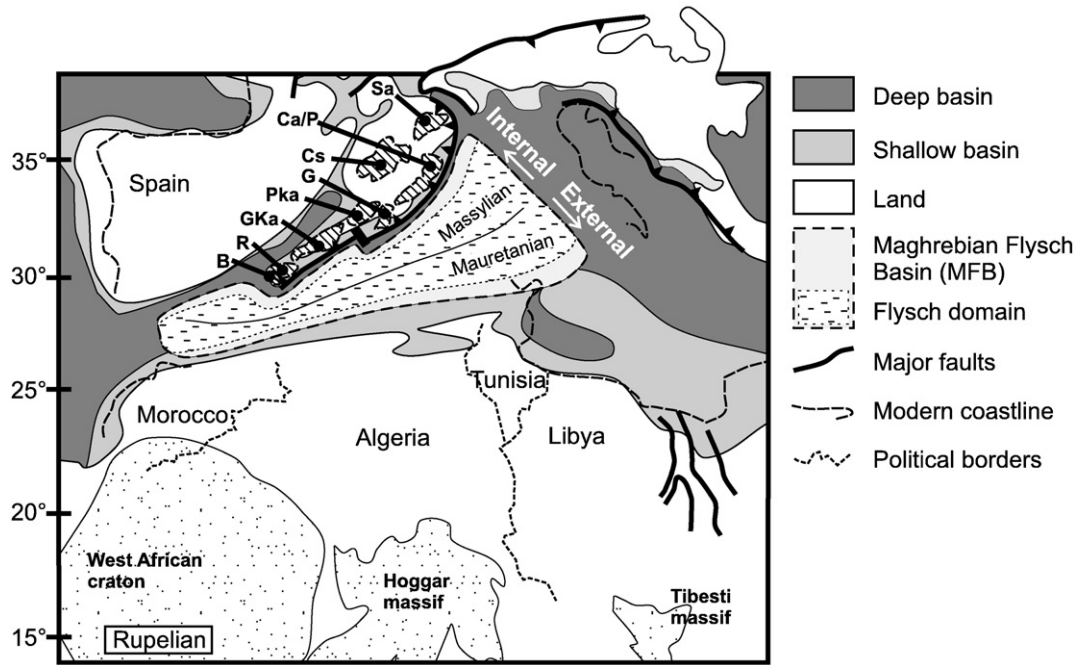 Sa
Ca/P
Cs
G
Pka
GKa
R
B
35°
30°
25°
20°
15°
Spain
Internal
External
Massylian
Mauretanian
Morocco
Algeria
Tunisia
Libya
West African
craton
Hoggar
massif
Tibesti
massif
Rupelian
Deep basin
Shallow basin
Land
Maghrebian Flysch
Basin (MFB)
Flysch domain
Major faults
Modern coastline
Political borders